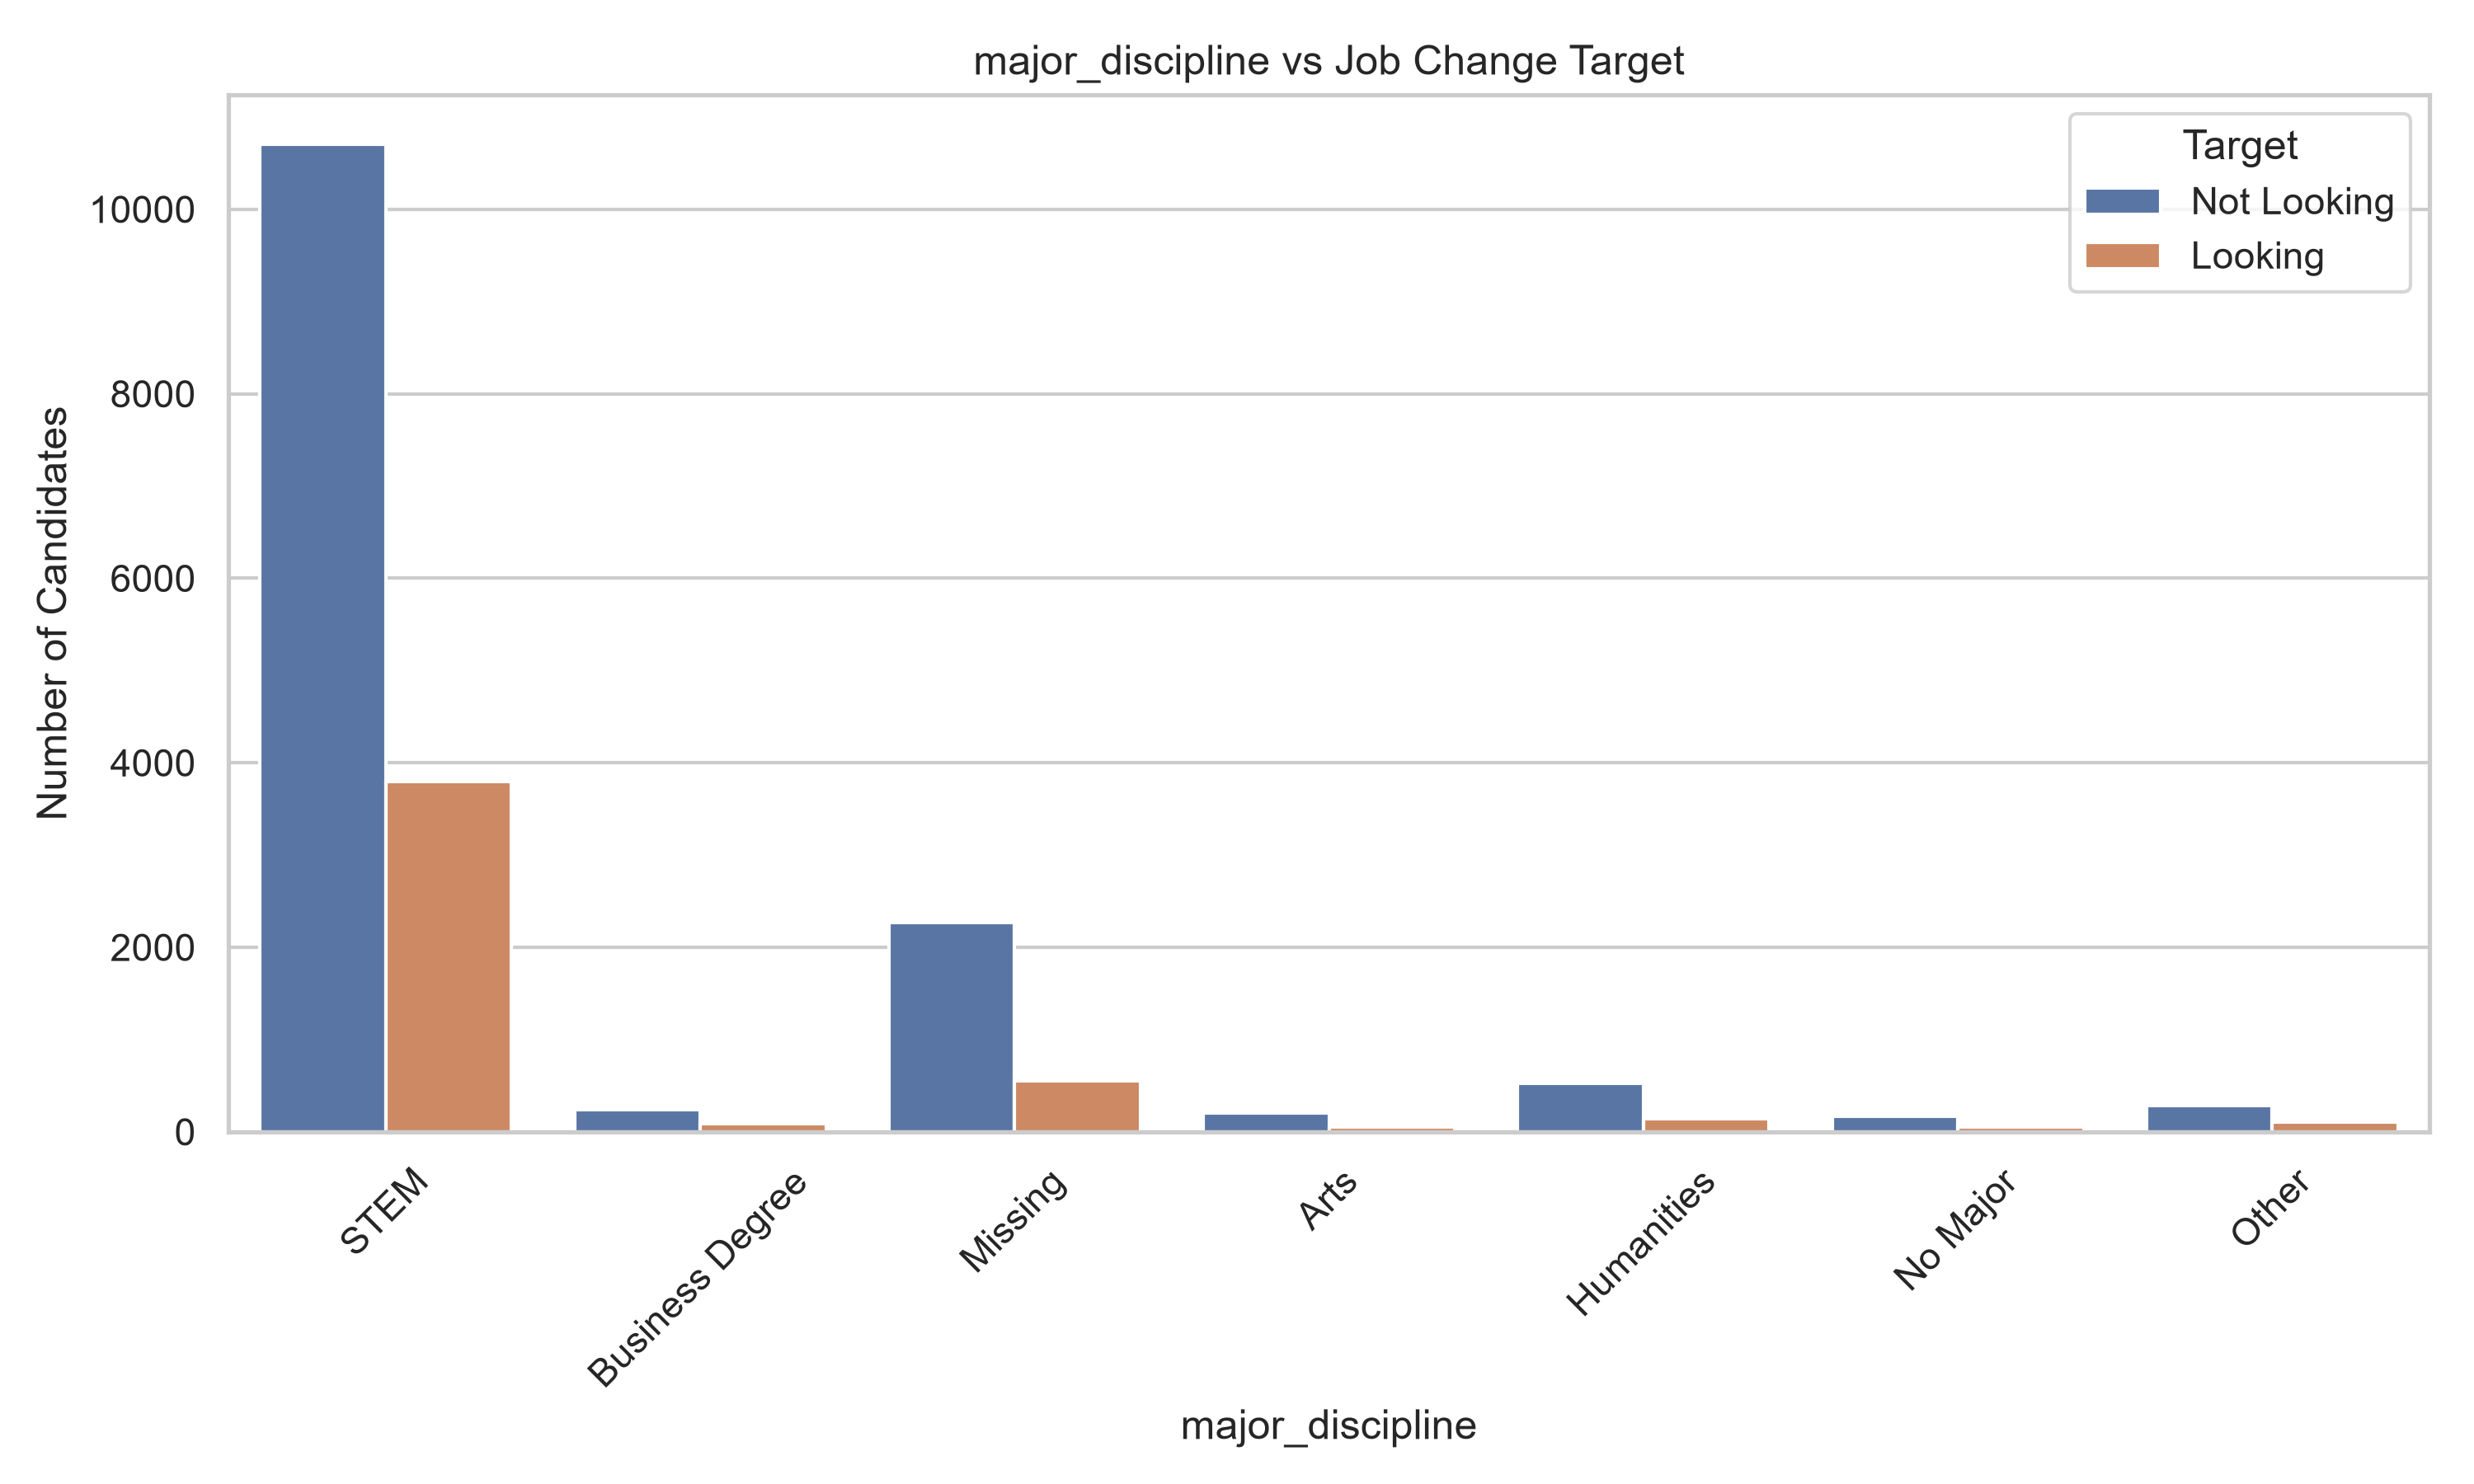 major_discipline vs Job Change Target
Target
Not Looking
Looking
Number of Candidates
10000
8000
6000
4000
2000
0
STEM
Business Degree
Missing
Arts
Humanities
No Major
Other
major_discipline